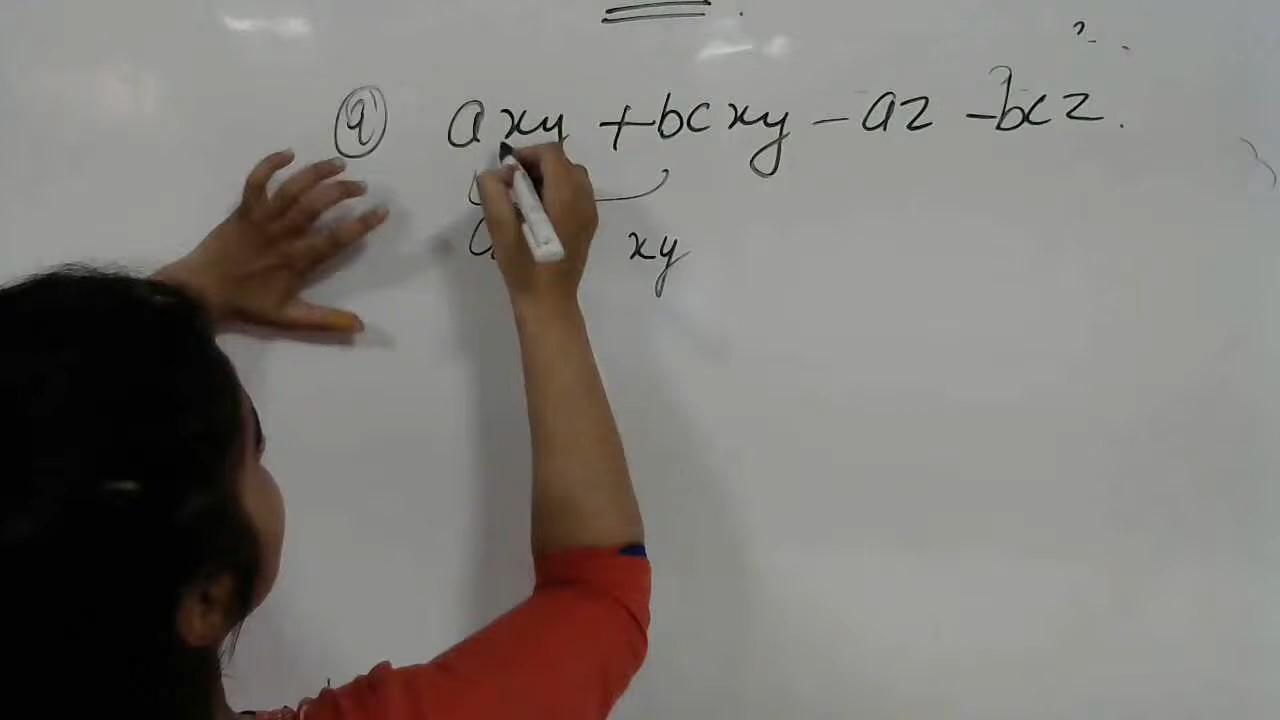 9 axy + bcxy - az - bcz.
a xy